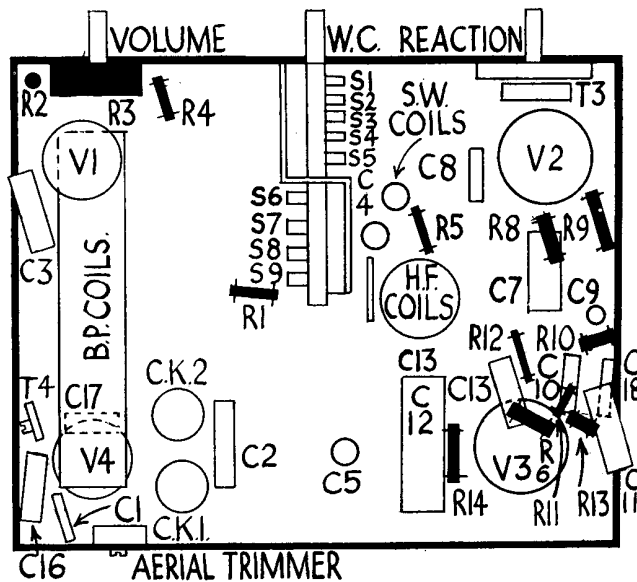 VOLUME
W.C. REACTION
R2
R3
R4
S1
S2
S3
S4
S5
S.W.
COILS
T3
V1
V2
C8
C
4
S6
S7
S8
S9
R5
R8
R9
C3
B.P. COILS.
R1
H.F.
COILS
C7
C9
R12
R10
T4
C17
C.K.2
C13
C
12
C13
C
10
C
18
V4
C2
C5
V3
R
6
R14
R11
R13
C
11
C1
C.K.1.
C16
AERIAL TRIMMER